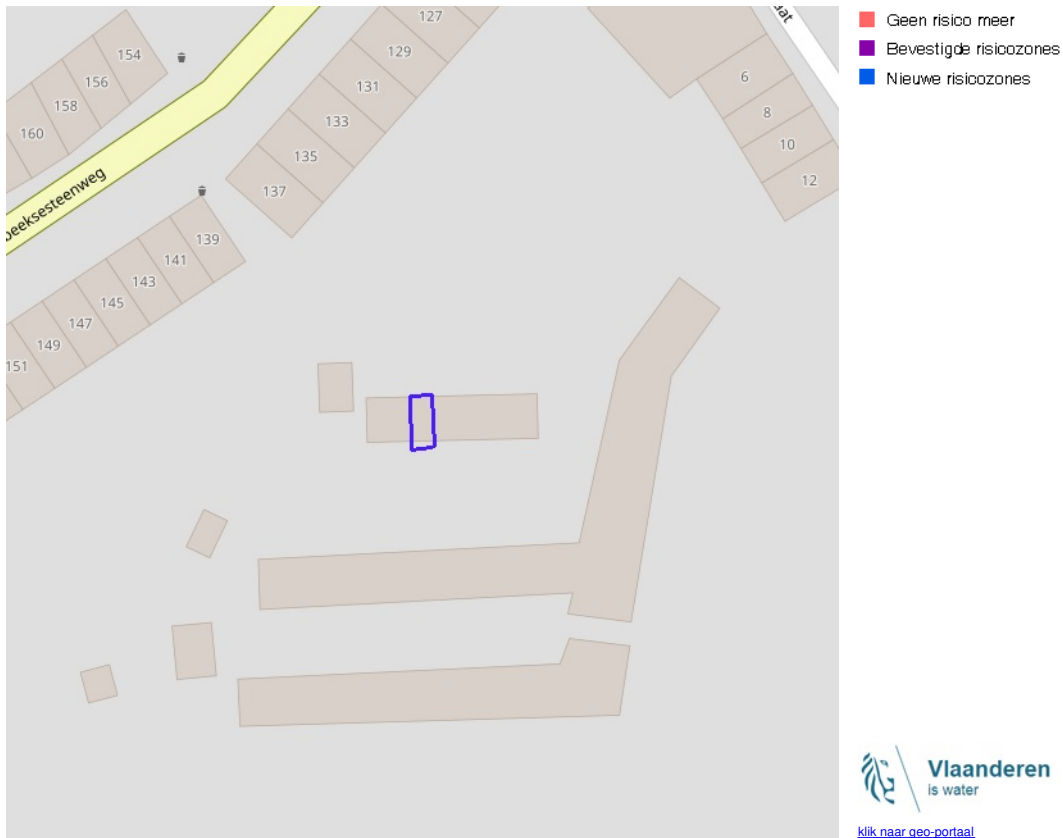 127
129
131
133
135
137
154
156
158
160
beeksesteenweg
139
141
143
145
147
149
151
aat
6
8
10
12
Geen risico meer
Bevestigde risicozones
Nieuwe risicozones
Vlaanderen
is water
klik naar geo-portaal